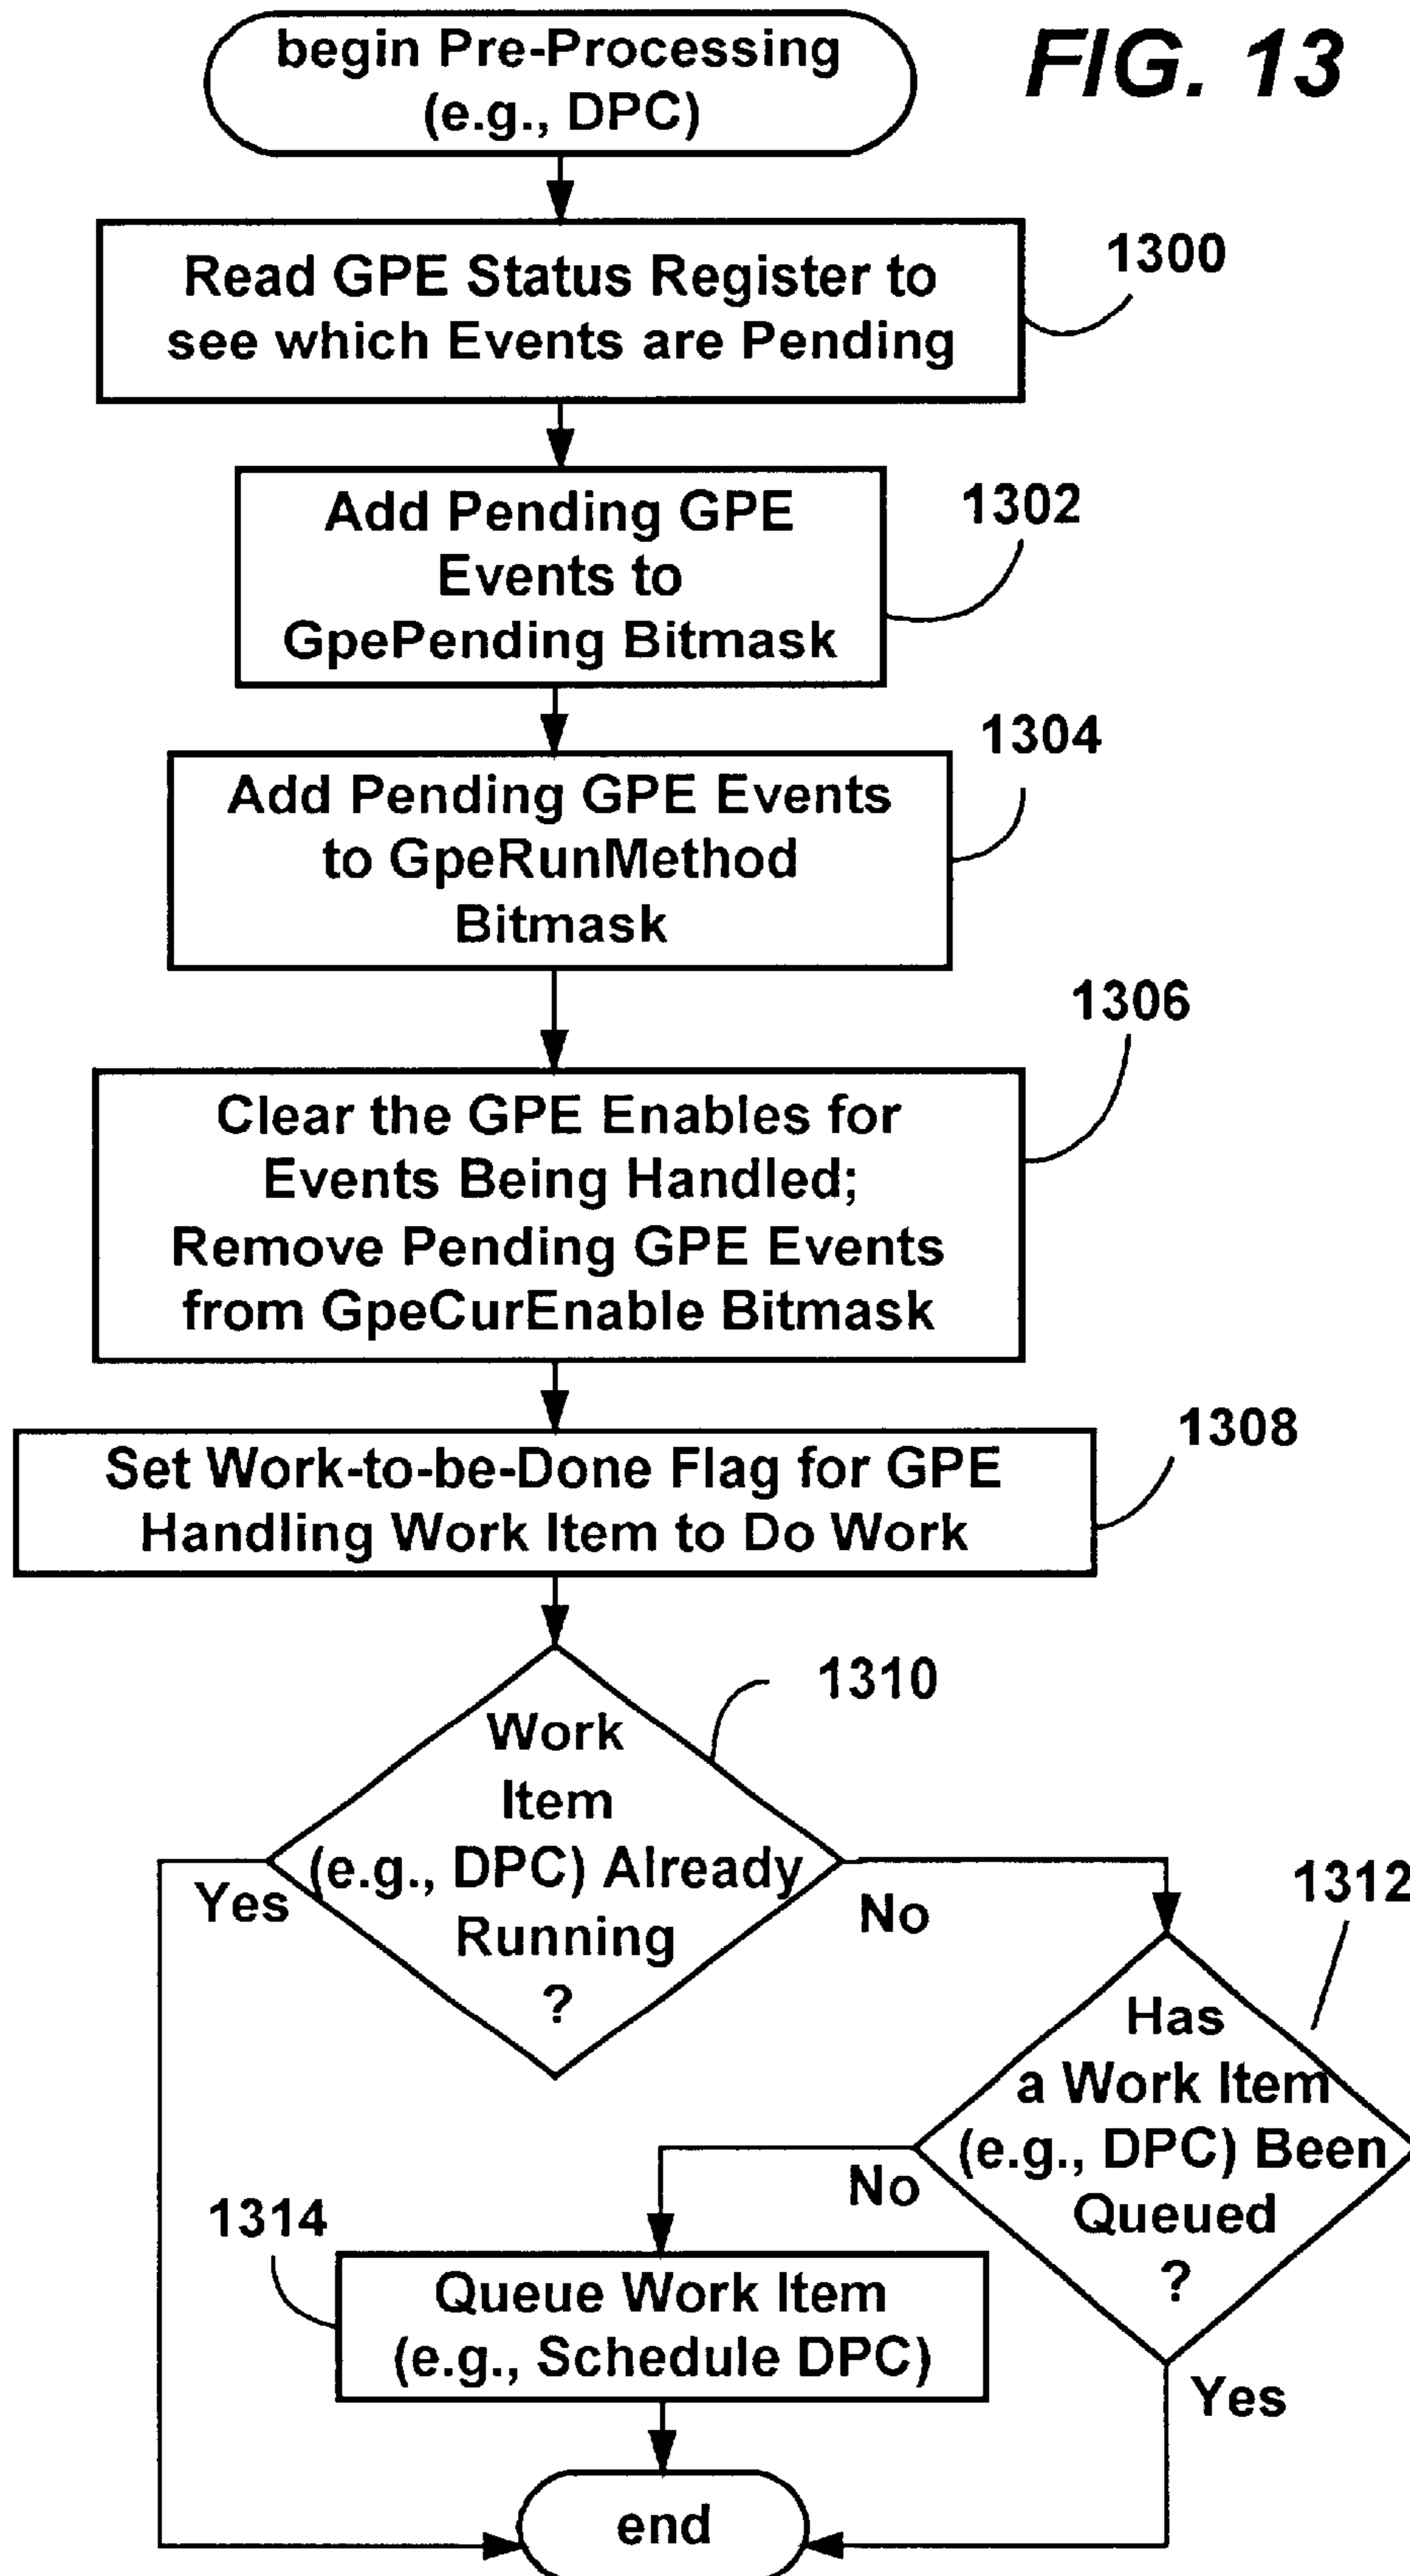 FIG. 13
begin Pre-Processing
(e.g., DPC)
1300
Read GPE Status Register to
see which Events are Pending
1302
Add Pending GPE
Events to
GpePending Bitmask
1304
Add Pending GPE Events
to GpeRunMethod
Bitmask
1306
Clear the GPE Enables for
Events Being Handled;
Remove Pending GPE Events
from GpeCurEnable Bitmask
1308
Set Work-to-be-Done Flag for GPE
Handling Work Item to Do Work
1310
Work
Item
(e.g., DPC) Already
Running
?
Yes
No
1312
Has
a Work Item
(e.g., DPC) Been
Queued
?
No
Yes
1314
Queue Work Item
(e.g., Schedule DPC)
end